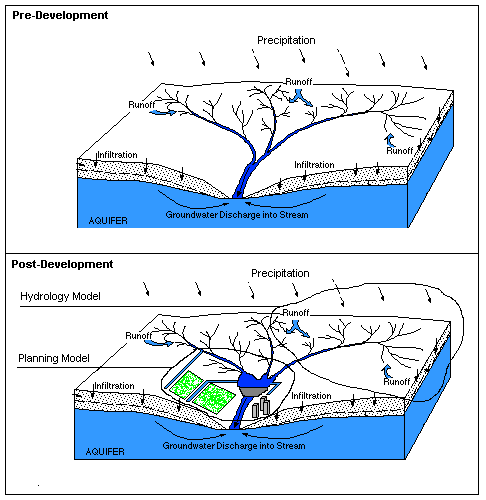 Pre-Development
Precipitation
Runoff
Runoff
Runoff
Infiltration
Infiltration
Groundwater Discharge into Stream
AQUIFER
Post-Development
Precipitation
Hydrology Model
Runoff
Runoff
Planning Model
Runoff
Infiltration
Infiltration
Groundwater Discharge into Stream
AQUIFER